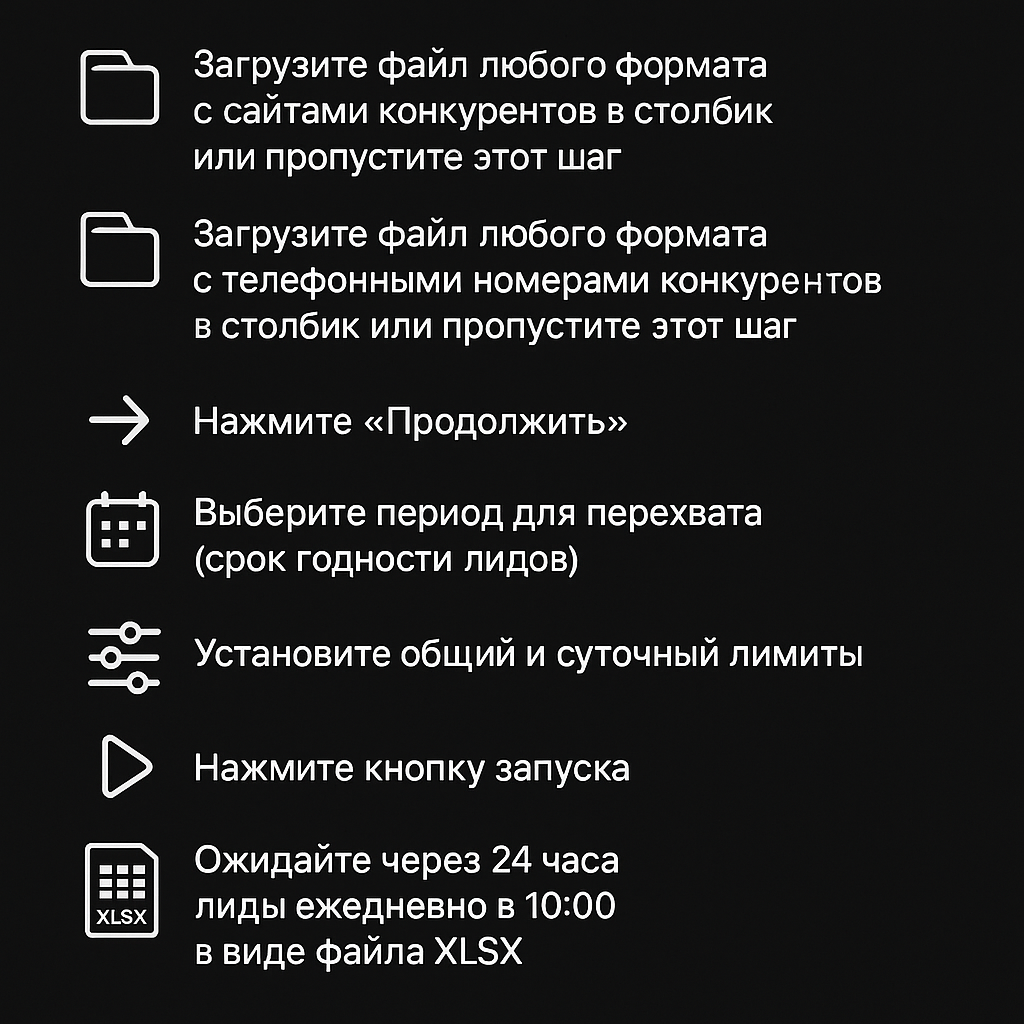 Загрузите файл любого формата
с сайтами конкурентов в столбик
или пропустите этот шаг
Загрузите файл любого формата
с телефонными номерами конкурентов
в столбик или пропустите этот шаг
Нажмите «Продолжить»
Выберите период для перехвата
(срок годности лидов)
Установите общий и суточный лимиты
Нажмите кнопку запуска
XLSX
Ожидайте через 24 часа
лиды ежедневно в 10:00
в виде файла XLSX